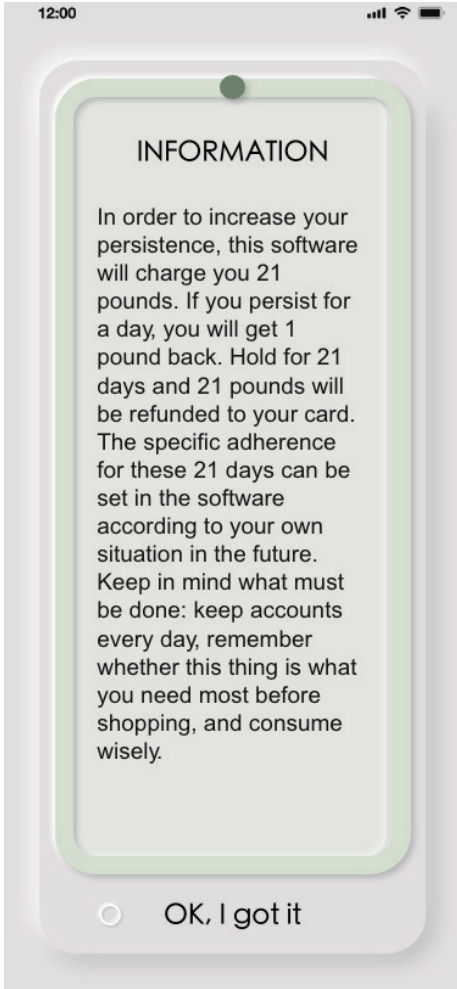 12:00
INFORMATION
In order to increase your
persistence, this software
will charge you 21
pounds. If you persist for
a day, you will get 1
pound back. Hold for 21
days and 21 pounds will
be refunded to your card.
The specific adherence
for these 21 days can be
set in the software
according to your own
situation in the future.
Keep in mind what must
be done: keep accounts
every day, remember
whether this thing is what
you need most before
shopping, and consume
wisely.
OK, I got it